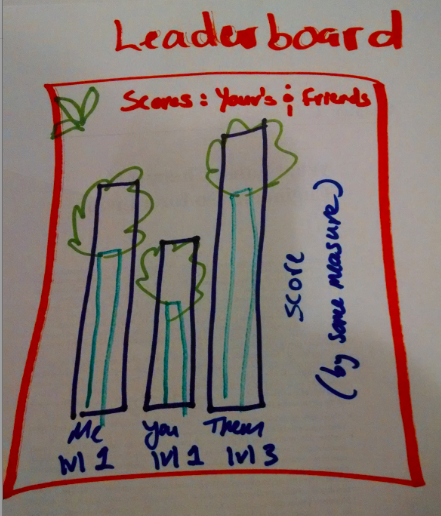 Leaderboard
Scores: Your's & Friends
score
(by some measure)
Me You Them
lvl 1 lvl 1 lvl 3